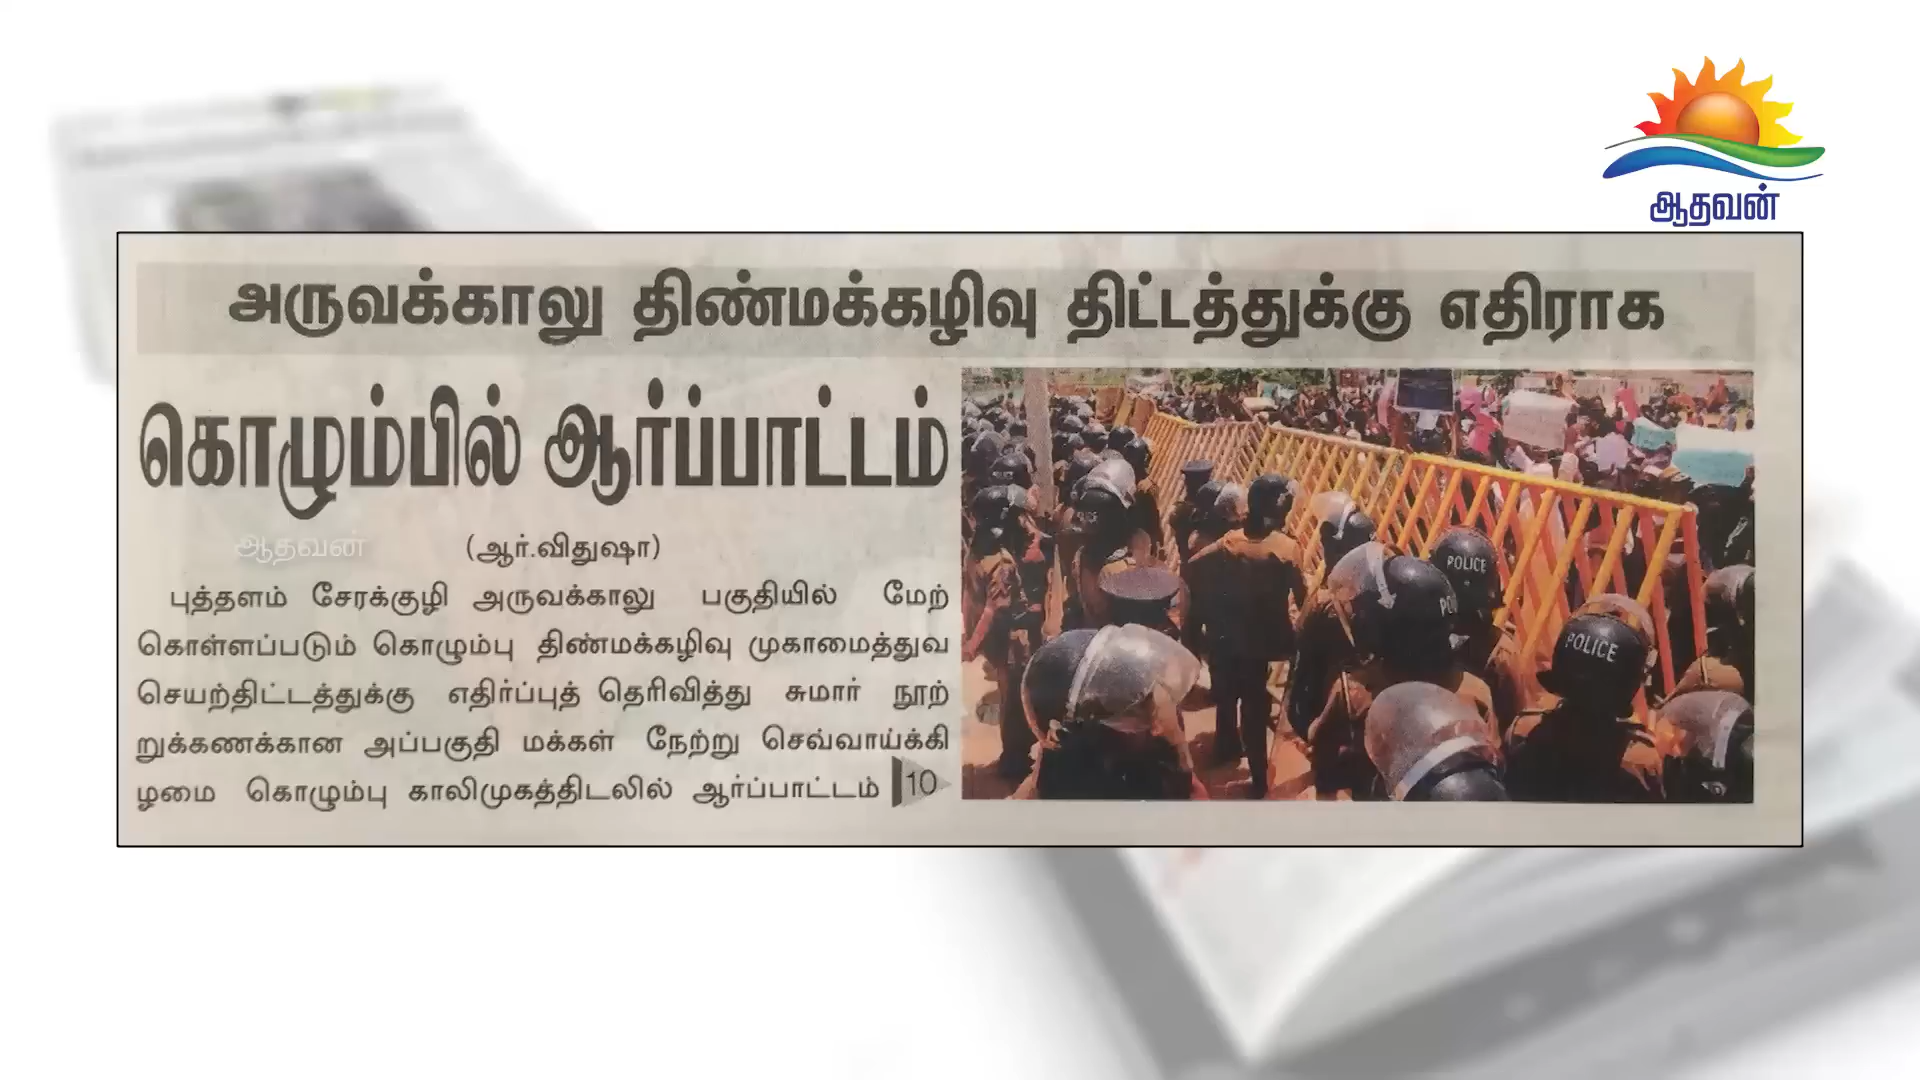 ஆதவன்
அருவக்காலு திண்மக்கழிவு திட்டத்துக்கு எதிராக
கொழும்பில் ஆர்ப்பாட்டம்
ஆதவன்
(ஆர்.விதுஷா)
புத்தளம் சேரக்குழி அருவக்காலு பகுதியில் மேற்
கொள்ளப்படும் கொழும்பு திண்மக்கழிவு முகாமைத்துவ
செயற்திட்டத்துக்கு எதிர்ப்புத் தெரிவித்து சுமார் நூற்
றுக்கணக்கான அப்பகுதி மக்கள் நேற்று செவ்வாய்க்கி
ழமை கொழும்பு காலிமுகத்திடலில் ஆர்ப்பாட்டம் 10
POLICE
POLICE
POLICE